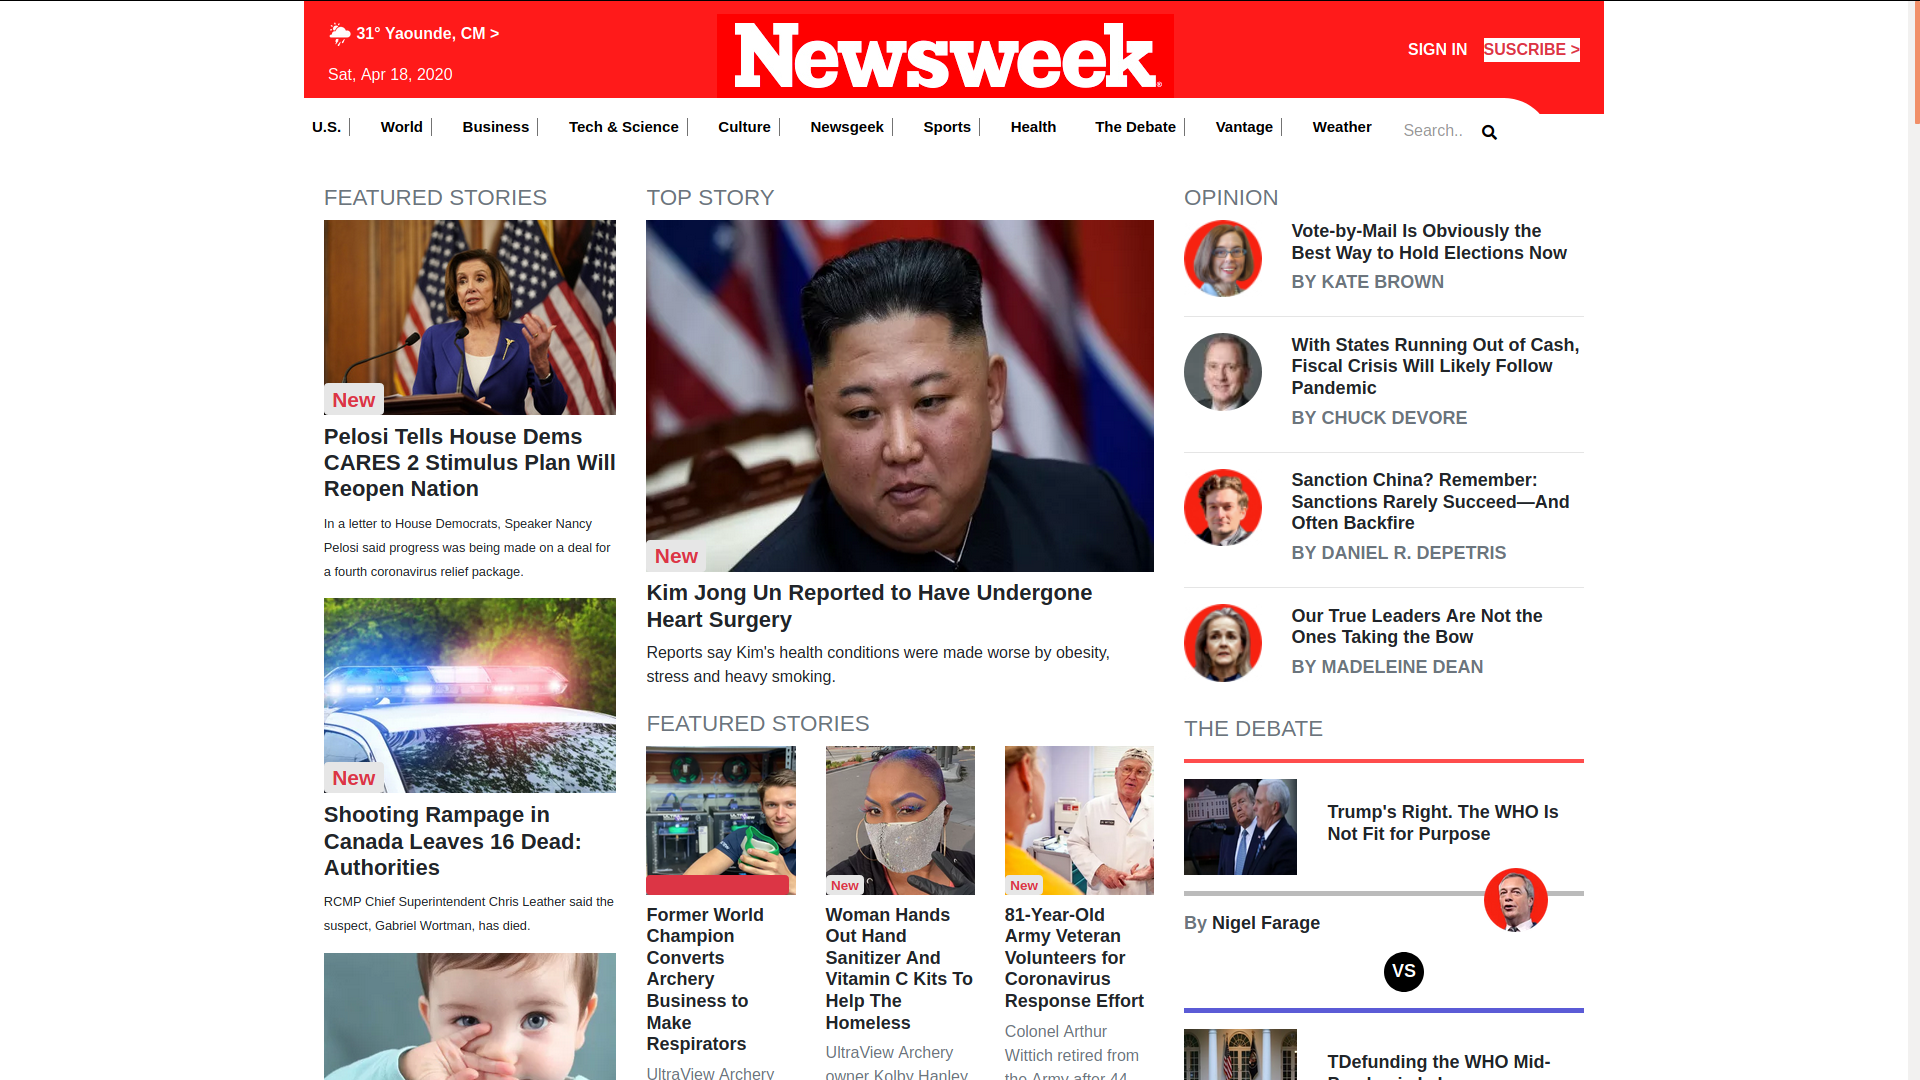 31° Yaounde, CM >
Sat, Apr 18, 2020
Newsweek
SIGN IN SUSCRIBE >
U.S. World Business Tech & Science Culture Newsgeek Sports Health The Debate Vantage Weather Search..
FEATURED STORIES
New
Pelosi Tells House Dems
CARES 2 Stimulus Plan Will
Reopen Nation
In a letter to House Democrats, Speaker Nancy
Pelosi said progress was being made on a deal for
a fourth coronavirus relief package.
New
Shooting Rampage in
Canada Leaves 16 Dead:
Authorities
RCMP Chief Superintendent Chris Leather said the
suspect, Gabriel Wortman, has died.
TOP STORY
New
Kim Jong Un Reported to Have Undergone
Heart Surgery
Reports say Kim's health conditions were made worse by obesity,
stress and heavy smoking.
FEATURED STORIES
Former World
Champion
Converts
Archery
Business to
Make
Respirators
UltraView Archery
New
Woman Hands
Out Hand
Sanitizer And
Vitamin C Kits To
Help The
Homeless
UltraView Archery
owner Kolby Hanley
New
81-Year-Old
Army Veteran
Volunteers for
Coronavirus
Response Effort
Colonel Arthur
Wittich retired from
the Army after 44
OPINION
Vote-by-Mail Is Obviously the
Best Way to Hold Elections Now
BY KATE BROWN
With States Running Out of Cash,
Fiscal Crisis Will Likely Follow
Pandemic
BY CHUCK DEVORE
Sanction China? Remember:
Sanctions Rarely Succeed—And
Often Backfire
BY DANIEL R. DEPETRIS
Our True Leaders Are Not the
Ones Taking the Bow
BY MADELEINE DEAN
THE DEBATE
Trump's Right. The WHO Is
Not Fit for Purpose
By Nigel Farage
VS
TDefunding the WHO Mid-